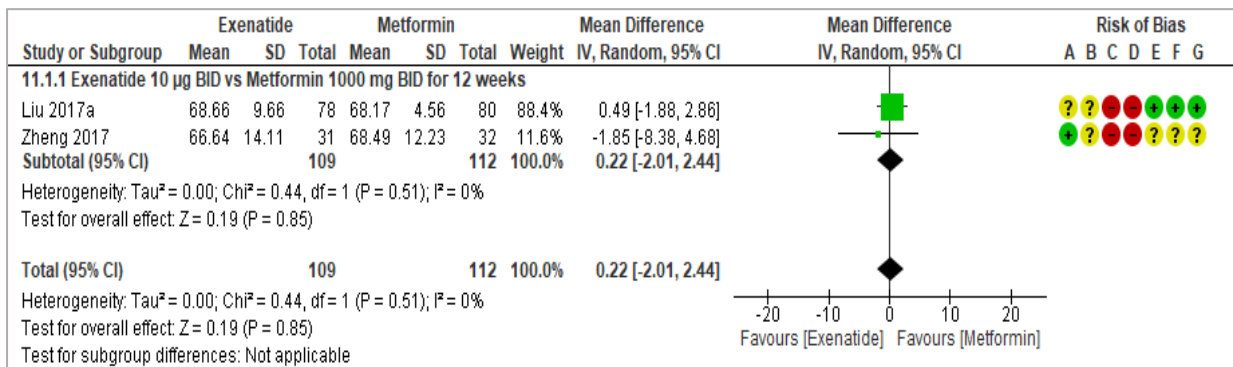 Exenatide Metformin Mean Difference Mean Difference Risk of Bias
Study or Subgroup Mean SD Total Mean SD Total Weight IV, Random, 95% CI IV, Random, 95% CI A B C D E F G
11.1.1 Exenatide 10 µg BID vs Metformin 1000 mg BID for 12 weeks
Liu 2017a 68.66 9.66 78 68.17 4.56 80 88.4% 0.49 [-1.88, 2.86] ? ? - - + + +
Zheng 2017 66.64 14.11 31 68.49 12.23 32 11.6% -1.85 [-8.38, 4.68] + ? - - ? ? ?
Subtotal (95% CI) 109 112 100.0% 0.22 [-2.01, 2.44]
Heterogeneity: Tau² = 0.00; Chi² = 0.44, df = 1 (P = 0.51); I² = 0%
Test for overall effect: Z = 0.19 (P = 0.85)
Total (95% CI) 109 112 100.0% 0.22 [-2.01, 2.44]
Heterogeneity: Tau² = 0.00; Chi² = 0.44, df = 1 (P = 0.51); I² = 0%
Test for overall effect: Z = 0.19 (P = 0.85)
Test for subgroup differences: Not applicable
-20 -10 0 10 20
Favours [Exenatide] Favours [Metformin]